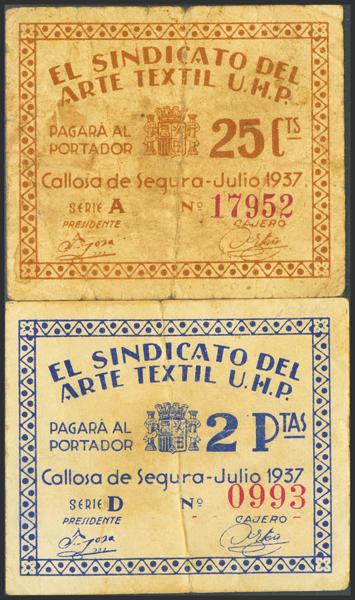 EL SINDICATO DEL
ARTE TEXTIL U.H.P.
PAGARÁ AL
PORTADOR
25 CTS
Callosa de Segura-Julio 1937
SERIE A Nº 17952
PRESIDENTE CAJERO
EL SINDICATO DEL
ARTE TEXTIL U.H.P.
PAGARÁ AL
PORTADOR
2 PTAS
Callosa de Segura-Julio 1937
SERIE D Nº 0993
PRESIDENTE CAJERO